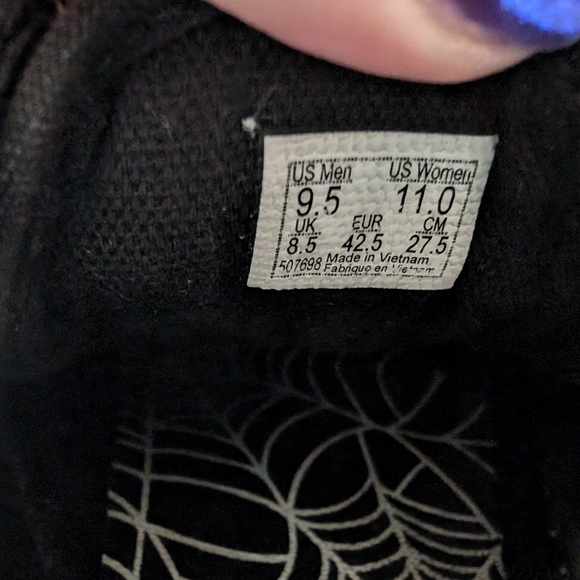 US Men US Women
9.5 11.0
UK EUR CM
8.5 42.5 27.5
507698 Made in Vietnam
Fabriqué en Vietnam